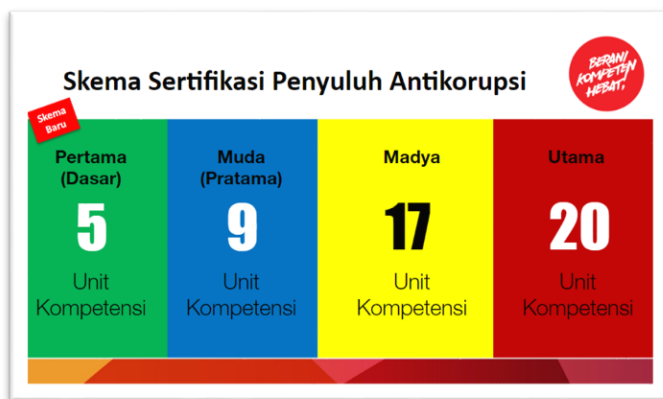 Skema Sertifikasi Penyuluh Antikorupsi
BERANI
KOMPETEN
HEBAT,
Skema
Baru
Pertama
(Dasar)
5
Unit
Kompetensi
Muda
(Pratama)
9
Unit
Kompetensi
Madya
17
Unit
Kompetensi
Utama
20
Unit
Kompetensi